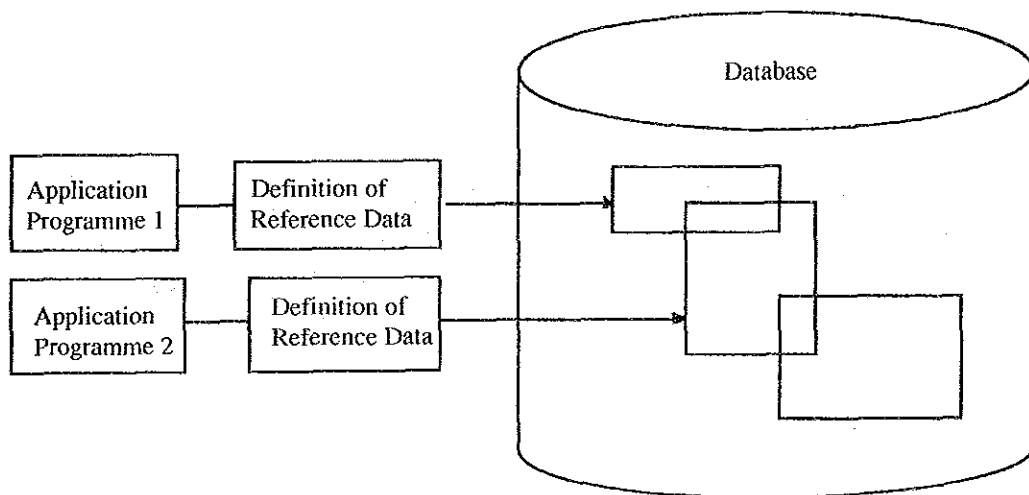 Database
Application
Programme 1
Definition of
Reference Data
Application
Programme 2
Definition of
Reference Data